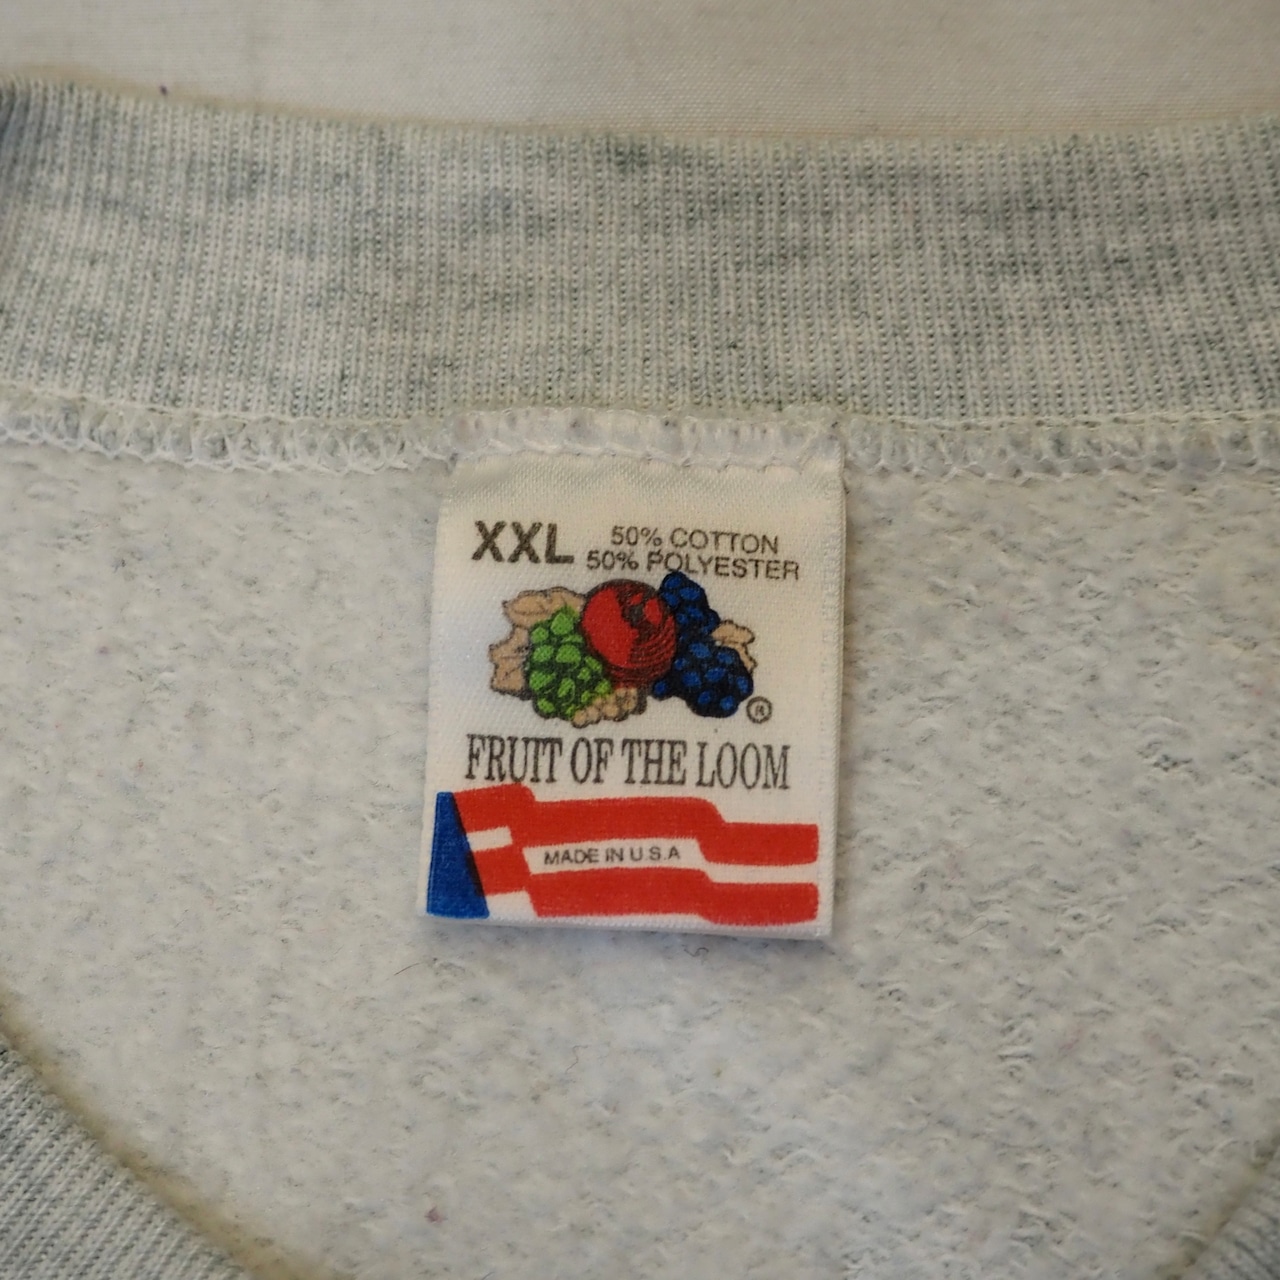 XXL 50% COTTON
50% POLYESTER
®
FRUIT OF THE LOOM
MADE IN U.S.A